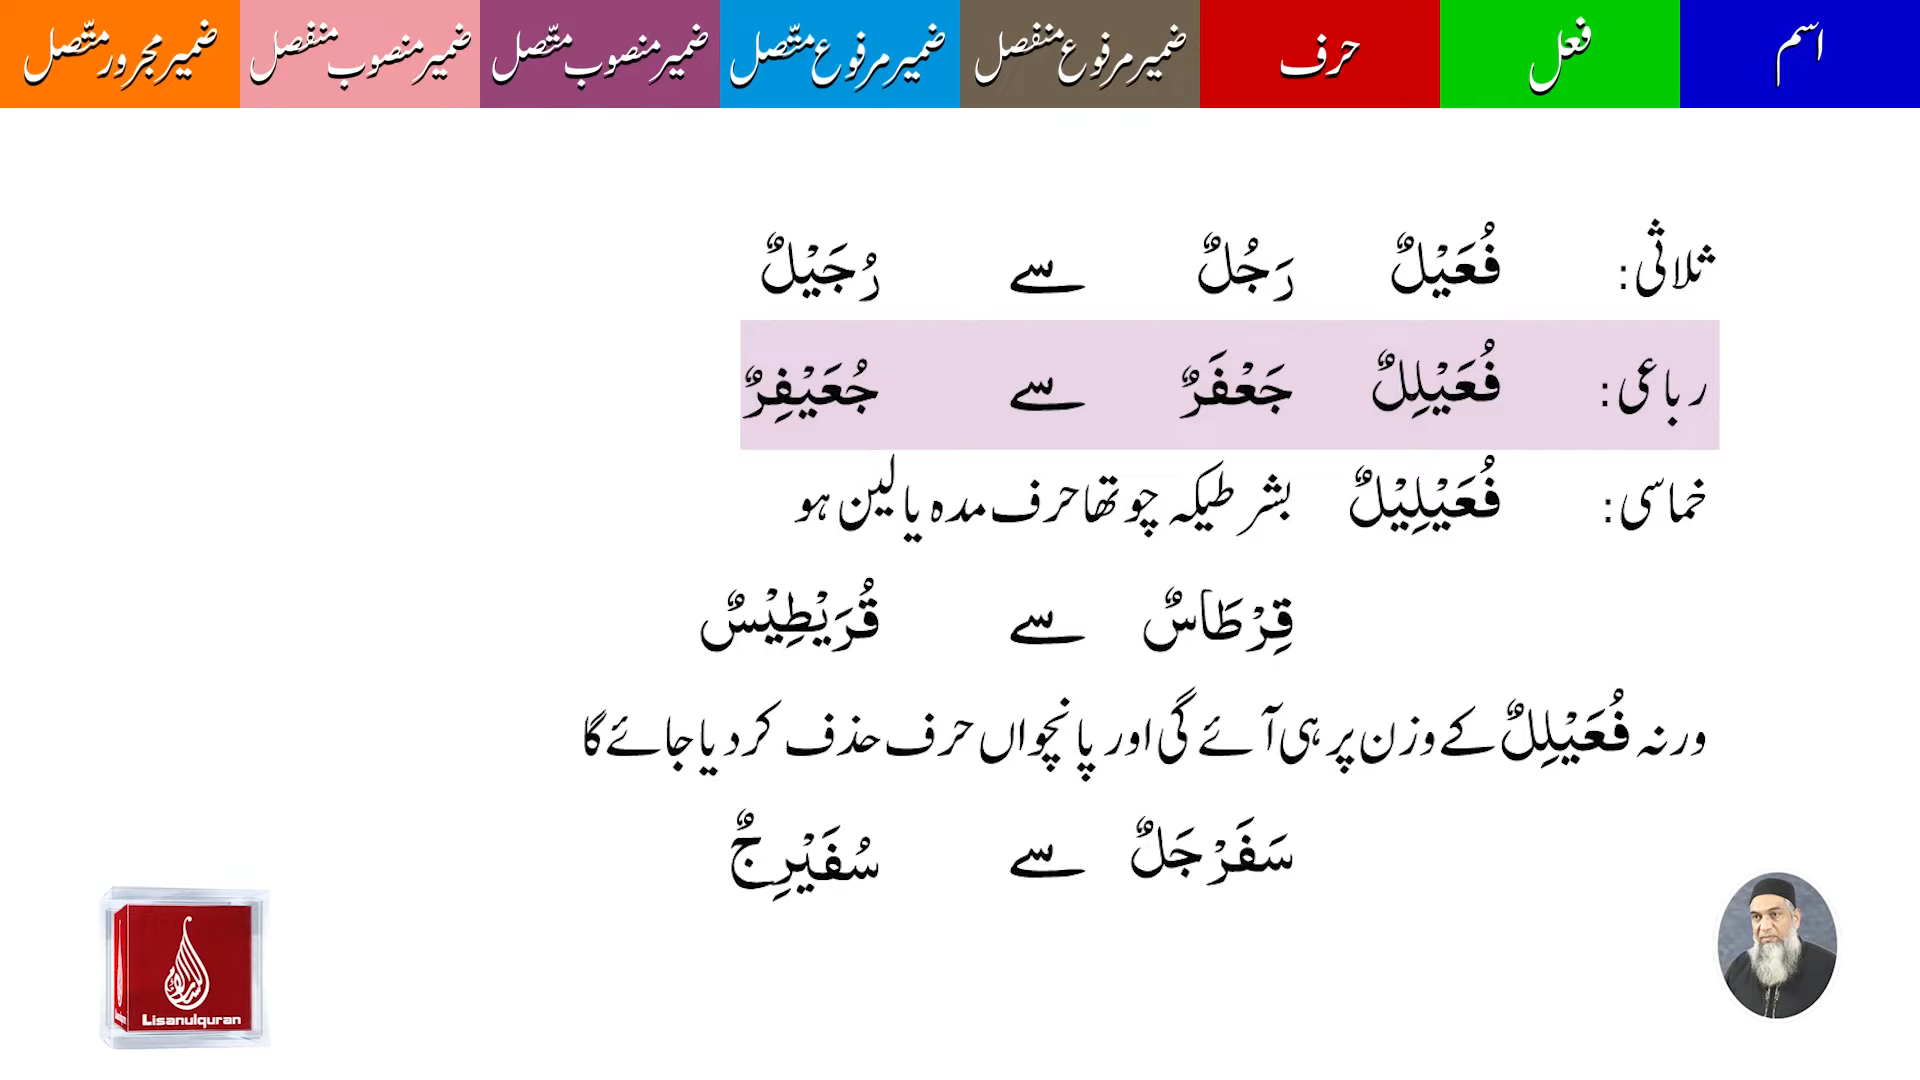 اسم فعل حرف ضمیر مرفوع منفصل ضمیر مرفوع متّصل ضمیر منصوب متّصل ضمیر منصوب منفصل ضمیر مجرور متّصل
ثلاثی: فُعَيْلٌ رَجُلٌ سے رُجَيْلٌ
رباعی: فُعَيْلِلٌ جَعْفَرٌ سے جُعَيْفِرٌ
خماسی: فُعَيْلِيْلٌ بشرطیکہ چوتھا حرف مدہ یا لین ہو
قِرْطَاسٌ سے قُرَيْطِيْسٌ
ورنہ فُعَيْلِلٌ کے وزن پر ہی آئے گی اور پانچواں حرف حذف کر دیا جائے گا
سَفَرْجَلٌ سے سُفَيْرِجٌ
Lisanulquran